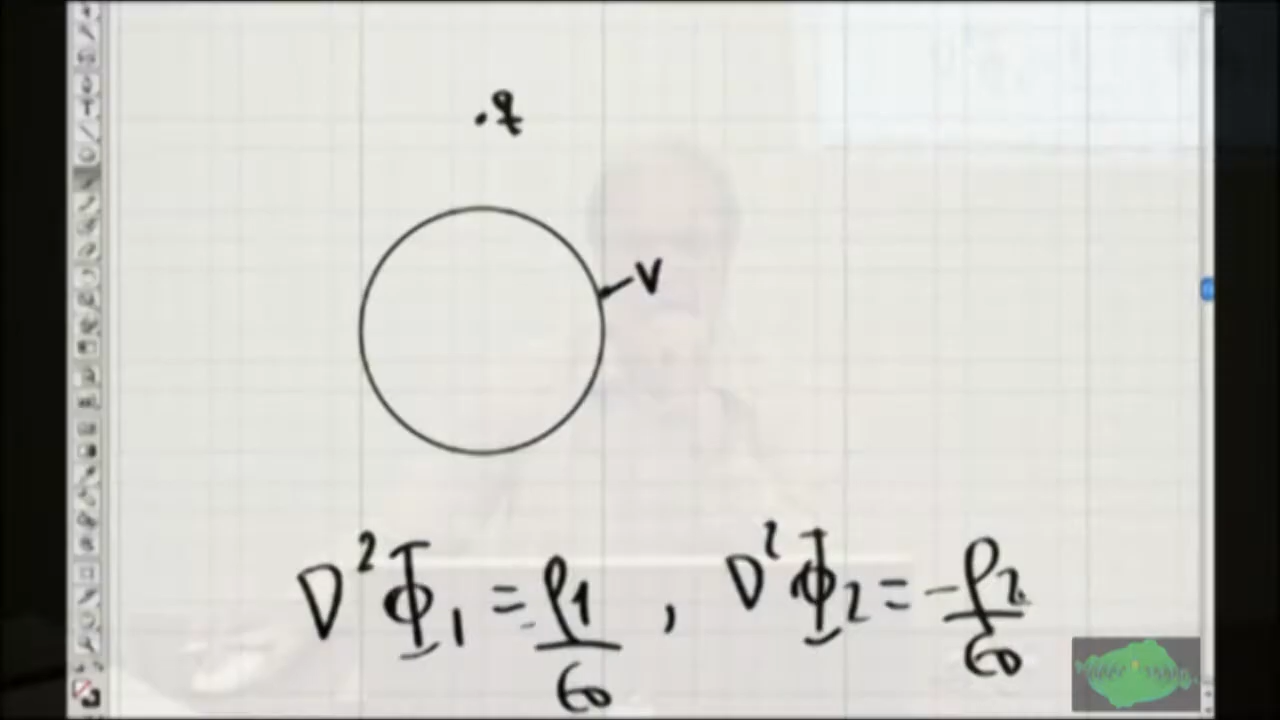 .q
V
∇²Φ₁ = ρ1/ϵ₀ , ∇²Φ₂ = -ρ₂/ϵ₀